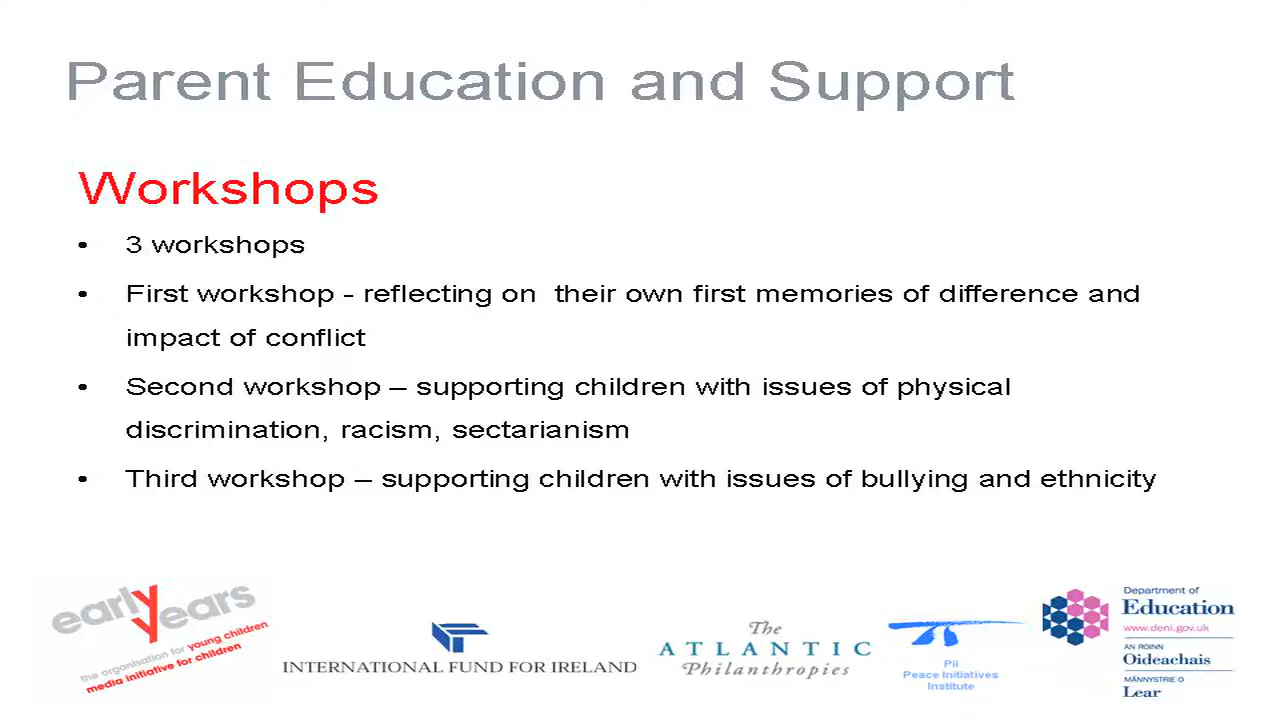 Parent Education and Support
Workshops
• 3 workshops
• First workshop - reflecting on their own first memories of difference and
impact of conflict
• Second workshop – supporting children with issues of physical
discrimination, racism, sectarianism
• Third workshop – supporting children with issues of bullying and ethnicity
early years
the organisation for young children
media initiative for children
INTERNATIONAL FUND FOR IRELAND
The
ATLANTIC
Philanthropies
Pii
Peace Initiatives
Institute
Department of
Education
www.deni.gov.uk
AN ROINN
Oideachais
MÄNNYSTRIE O
Lear